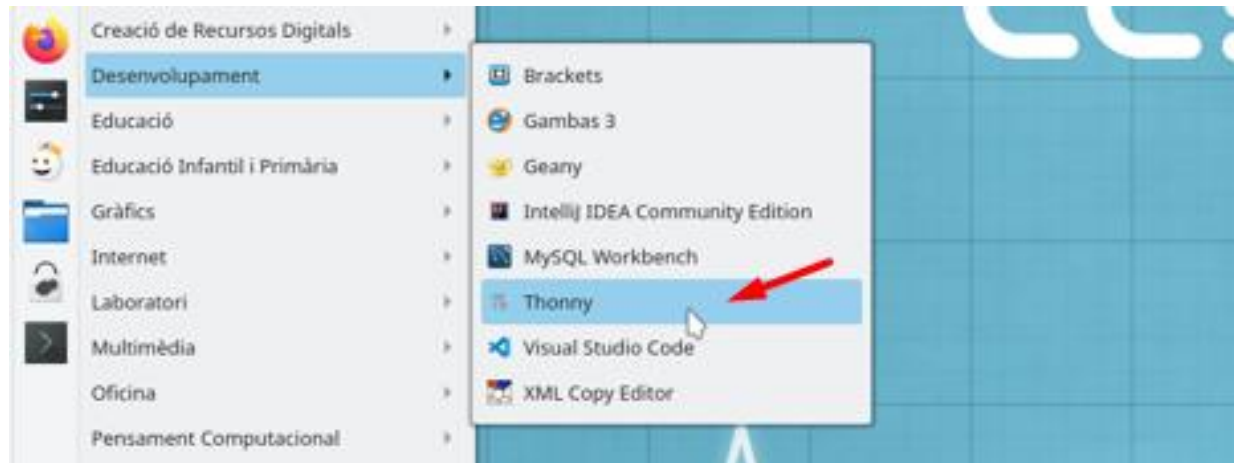 Creació de Recursos Digitals
Desenvolupament
Educació
Educació Infantil i Primària
Gràfics
Internet
Laboratori
Multimèdia
Oficina
Pensament Computacional
Brackets
Gambas 3
Geany
IntelliJ IDEA Community Edition
MySQL Workbench
Thonny
Visual Studio Code
XML Copy Editor